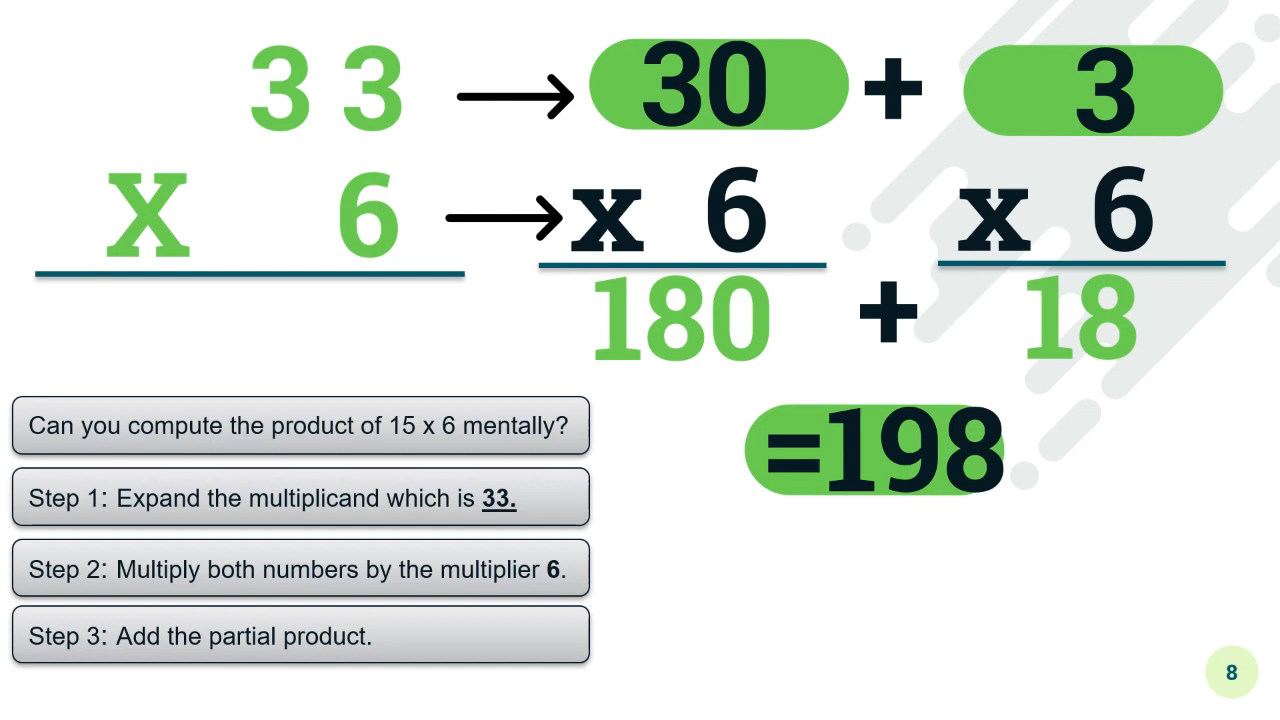 3 3 → 30 + 3
x 6 → x 6 x 6
180 + 18
=198
Can you compute the product of 15 x 6 mentally?
Step 1: Expand the multiplicand which is 33.
Step 2: Multiply both numbers by the multiplier 6.
Step 3: Add the partial product.
8